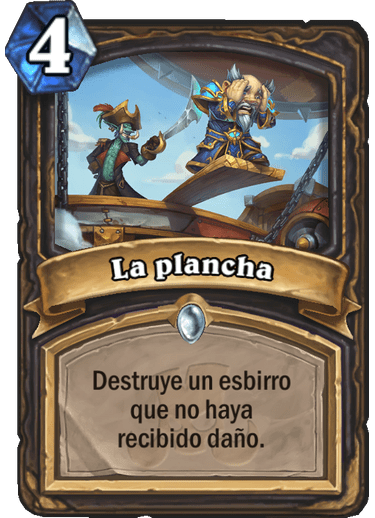 4
La plancha
Destruye un esbirro
que no haya
recibido daño.